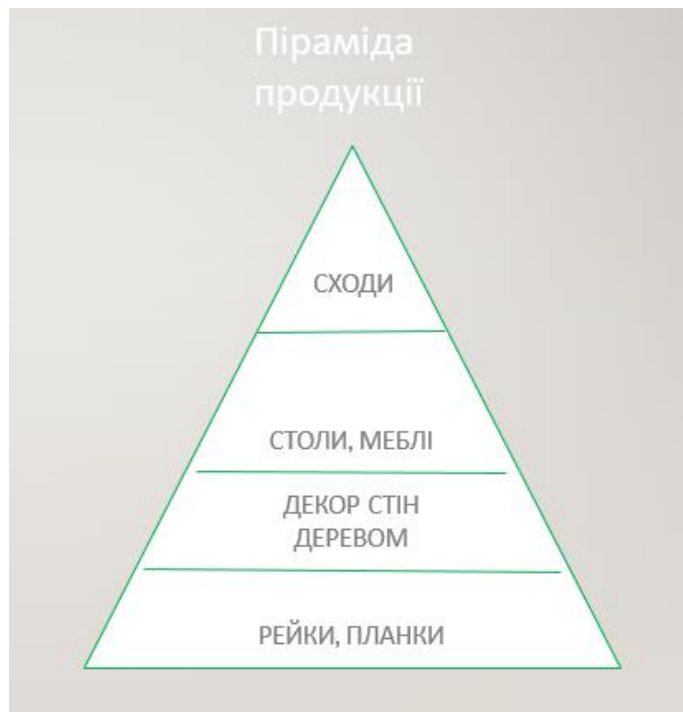 Піраміда
продукції
СХОДИ
СТОЛИ, МЕБЛІ
ДЕКОР СТІН
ДЕРЕВОМ
РЕЙКИ, ПЛАНКИ